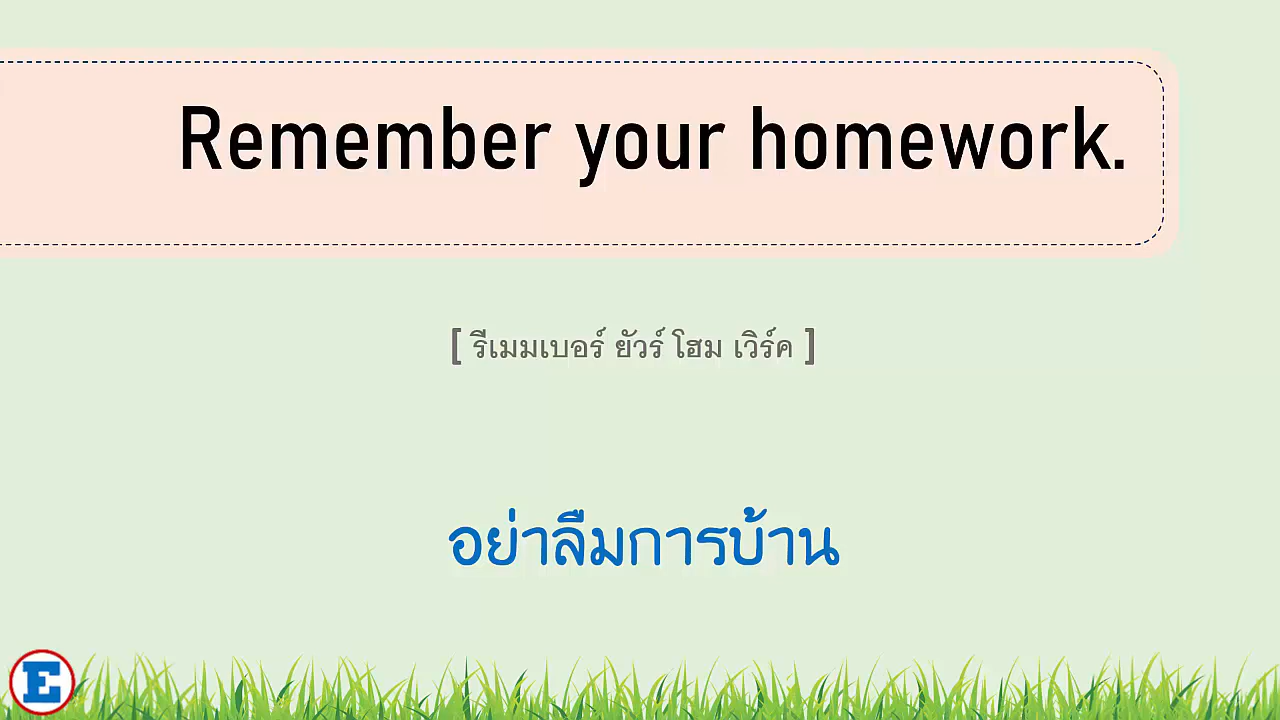 Remember your homework.
[ รีเมมเบอร์ ยัวร์ โฮม เวิร์ค ]
อย่าลืมการบ้าน
E